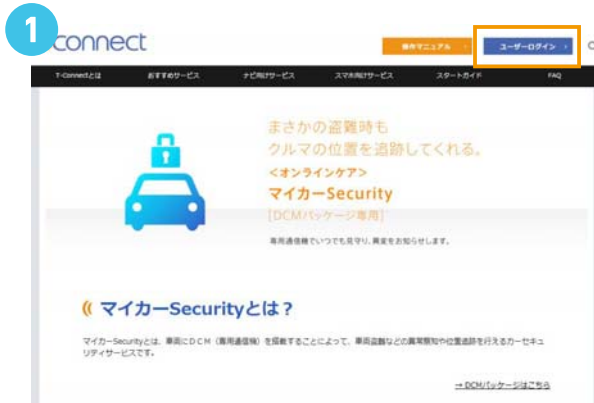 1
connect
操作マニュアル
ユーザーログイン
T-Connectとは おすすめサービス ナビ向けサービス スマホ向けサービス スタートガイド FAQ
まさかの盗難時も
クルマの位置を追跡してくれる。
<オンラインケア>
マイカーSecurity
[DCMパッケージ専用]
専用通信機でいつでも見守り、異変をお知らせします。
マイカーSecurityとは？
マイカーSecurityとは、車両にDCM（専用通信機）を搭載することによって、車両盗難などの異常察知や位置追跡を行えるカーセキュ
リティサービスです。
→ DCMパッケージはこちら